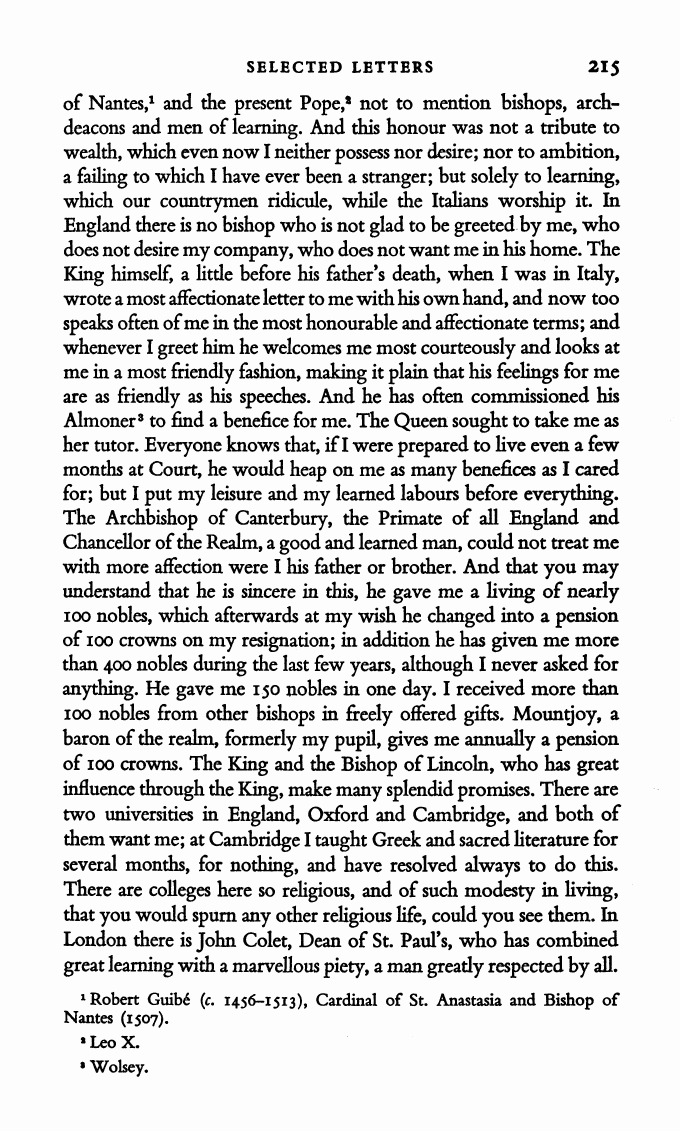 SELECTED LETTERS 215
of Nantes,¹ and the present Pope,² not to mention bishops, arch-
deacons and men of learning. And this honour was not a tribute to
wealth, which even now I neither possess nor desire; nor to ambition,
a failing to which I have ever been a stranger; but solely to learning,
which our countrymen ridicule, while the Italians worship it. In
England there is no bishop who is not glad to be greeted by me, who
does not desire my company, who does not want me in his home. The
King himself, a little before his father's death, when I was in Italy,
wrote a most affectionate letter to me with his own hand, and now too
speaks often of me in the most honourable and affectionate terms; and
whenever I greet him he welcomes me most courteously and looks at
me in a most friendly fashion, making it plain that his feelings for me
are as friendly as his speeches. And he has often commissioned his
Almoner³ to find a benefice for me. The Queen sought to take me as
her tutor. Everyone knows that, if I were prepared to live even a few
months at Court, he would heap on me as many benefices as I cared
for; but I put my leisure and my learned labours before everything.
The Archbishop of Canterbury, the Primate of all England and
Chancellor of the Realm, a good and learned man, could not treat me
with more affection were I his father or brother. And that you may
understand that he is sincere in this, he gave me a living of nearly
100 nobles, which afterwards at my wish he changed into a pension
of 100 crowns on my resignation; in addition he has given me more
than 400 nobles during the last few years, although I never asked for
anything. He gave me 150 nobles in one day. I received more than
100 nobles from other bishops in freely offered gifts. Mountjoy, a
baron of the realm, formerly my pupil, gives me annually a pension
of 100 crowns. The King and the Bishop of Lincoln, who has great
influence through the King, make many splendid promises. There are
two universities in England, Oxford and Cambridge, and both of
them want me; at Cambridge I taught Greek and sacred literature for
several months, for nothing, and have resolved always to do this.
There are colleges here so religious, and of such modesty in living,
that you would spurn any other religious life, could you see them. In
London there is John Colet, Dean of St. Paul's, who has combined
great learning with a marvellous piety, a man greatly respected by all.
¹ Robert Guibé (c. 1456–1513), Cardinal of St. Anastasia and Bishop of
Nantes (1507).
² Leo X.
³ Wolsey.